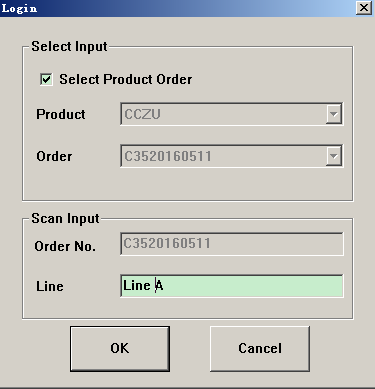 Login
Select Input
Select Product Order
Product CCZU
Order C3520160511
Scan Input
Order No. C3520160511
Line Line A
OK Cancel